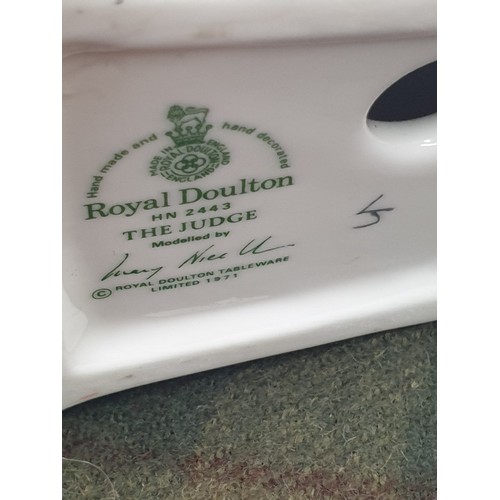 Hand made and hand decorated
MADE IN ENGLAND
ROYAL DOULTON
ENGLAND
Royal Doulton
HN 2443
THE JUDGE
Modelled by
© ROYAL DOULTON TABLEWARE
LIMITED 1971